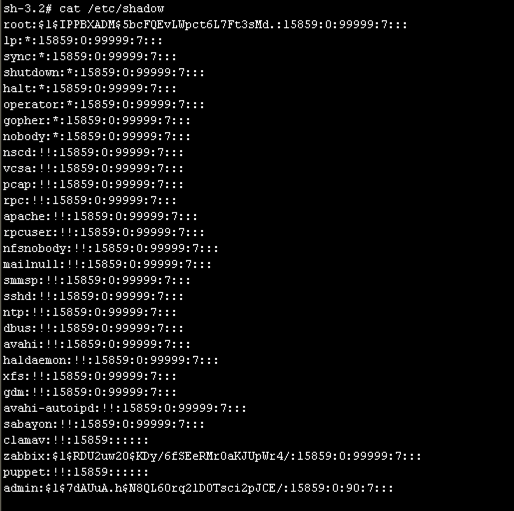 sh-3.2# cat /etc/shadow
root:$1$IPPBXADM$5bcFQEvLWpct6L7Ft3sMd.:15859:0:99999:7:::
lp:*:15859:0:99999:7:::
sync:*:15859:0:99999:7:::
shutdown:*:15859:0:99999:7:::
halt:*:15859:0:99999:7:::
operator:*:15859:0:99999:7:::
gopher:*:15859:0:99999:7:::
nobody:*:15859:0:99999:7:::
nscd:!!:15859:0:99999:7:::
vcsa:!!:15859:0:99999:7:::
pcap:!!:15859:0:99999:7:::
rpc:!!:15859:0:99999:7:::
apache:!!:15859:0:99999:7:::
rpcuser:!!:15859:0:99999:7:::
nfsnobody:!!:15859:0:99999:7:::
mailnull:!!:15859:0:99999:7:::
smmsp:!!:15859:0:99999:7:::
sshd:!!:15859:0:99999:7:::
ntp:!!:15859:0:99999:7:::
dbus:!!:15859:0:99999:7:::
avahi:!!:15859:0:99999:7:::
haldaemon:!!:15859:0:99999:7:::
xfs:!!:15859:0:99999:7:::
gdm:!!:15859:0:99999:7:::
avahi-autoipd:!!:15859:0:99999:7:::
sabayon:!!:15859:0:99999:7:::
clamav:!!:15859::::::
zabbix:$1$RDU2uw20$KDy/6fSEeRMr0aKJUpWr4/:15859:0:99999:7:::
puppet:!!:15859::::::
admin:$1$7dAUuA.h$N8QL6Orq2lD0Tsci2pJCE/:15859:0:90:7:::